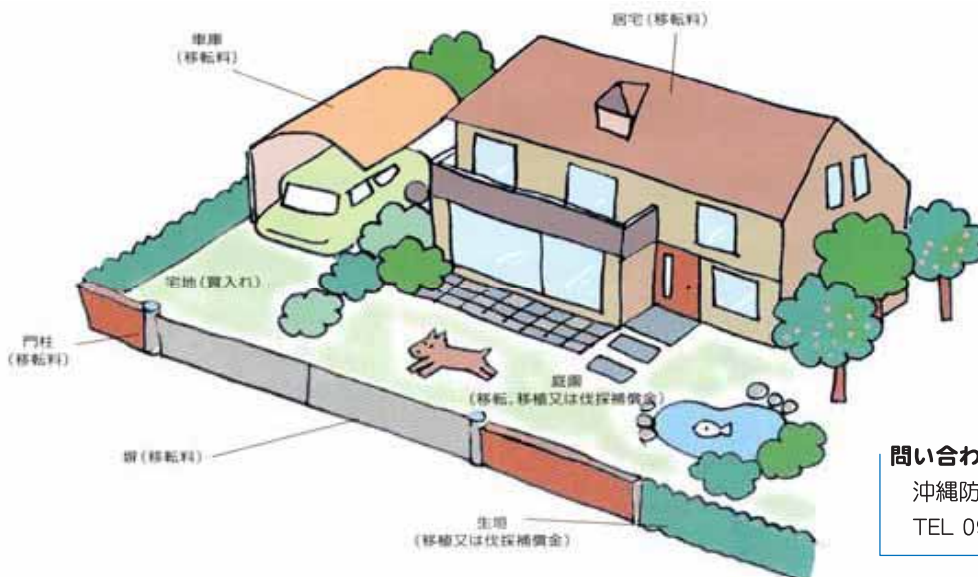 居宅(移転料)
車庫
(移転料)
宅地(買入れ)
門柱
(移転料)
庭園
(移転、移植又は伐採補償金)
塀(移転料)
生垣
(移植又は伐採補償金)
問い合わ
沖縄防
TEL 09